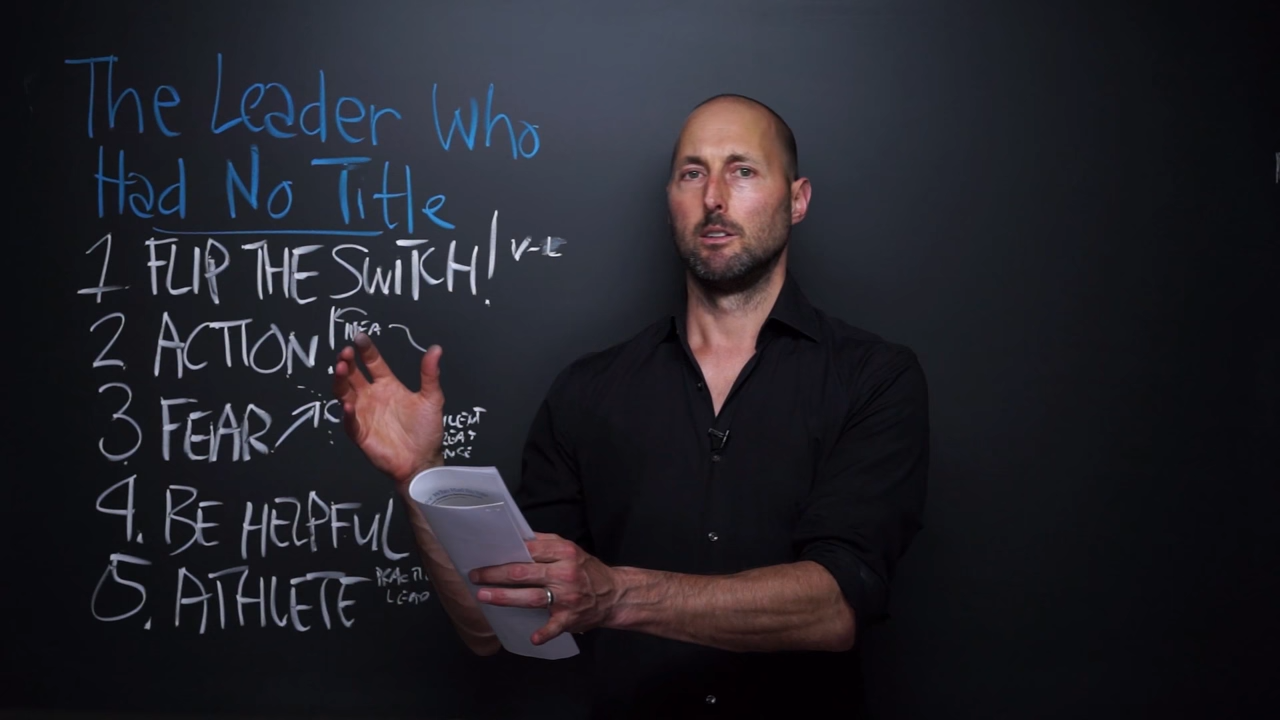 The Leader Who
Had No Title
1 FLIP THE SWITCH!
2 ACTION!
3 FEAR
4. BE HELPFUL
5. ATHLETE